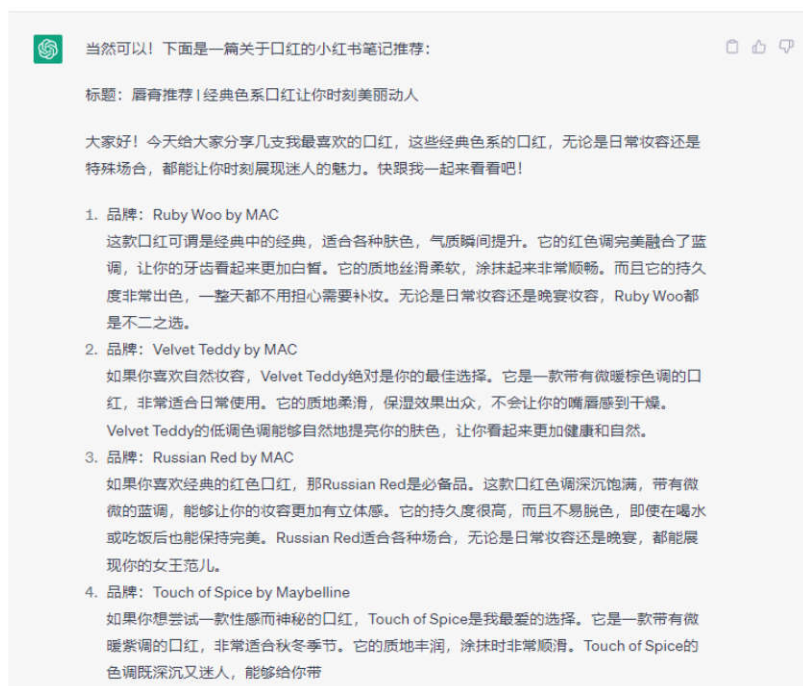 当然可以！下面是一篇关于口红的小红书笔记推荐：
标题：唇膏推荐 | 经典色系口红让你时刻美丽动人
大家好！今天给大家分享几支我最喜欢的口红，这些经典色系的口红，无论是日常妆容还是
特殊场合，都能让你时刻展现迷人的魅力。快跟我一起来看看吧！
1. 品牌：Ruby Woo by MAC
这款口红可谓是经典中的经典，适合各种肤色，气质瞬间提升。它的红色调完美融合了蓝
调，让你的牙齿看起来更加白皙。它的质地丝滑柔软，涂抹起来非常顺畅。而且它的持久
度非常出色，一整天都不用担心需要补妆。无论是日常妆容还是晚宴妆容，Ruby Woo都
是不二之选。
2. 品牌：Velvet Teddy by MAC
如果你喜欢自然妆容，Velvet Teddy绝对是你的最佳选择。它是一款带有微暖棕色调的口
红，非常适合日常使用。它的质地柔滑，保湿效果出众，不会让你的嘴唇感到干燥。
Velvet Teddy的低调色调能够自然地提亮你的肤色，让你看起来更加健康和自然。
3. 品牌：Russian Red by MAC
如果你喜欢经典的红色口红，那Russian Red是必备品。这款口红色调深沉饱满，带有微
微的蓝调，能够让你的妆容更加有立体感。它的持久度很高，而且不易脱色，即使在喝水
或吃饭后也能保持完美。Russian Red适合各种场合，无论是日常妆容还是晚宴，都能展
现你的女王范儿。
4. 品牌：Touch of Spice by Maybelline
如果你想尝试一款性感而神秘的口红，Touch of Spice是我最爱的选择。它是一款带有微
暖紫调的口红，非常适合秋冬季节。它的质地丰润，涂抹时非常顺滑。Touch of Spice的
色调既深沉又迷人，能够给你带